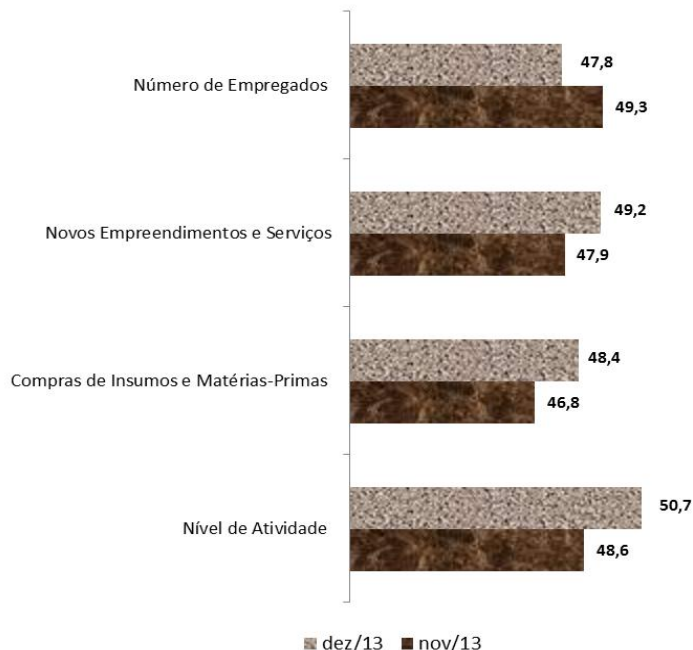 47,8
Número de Empregados
49,3
49,2
Novos Empreendimentos e Serviços
47,9
48,4
Compras de Insumos e Matérias-Primas
46,8
50,7
Nível de Atividade
48,6
dez/13 nov/13